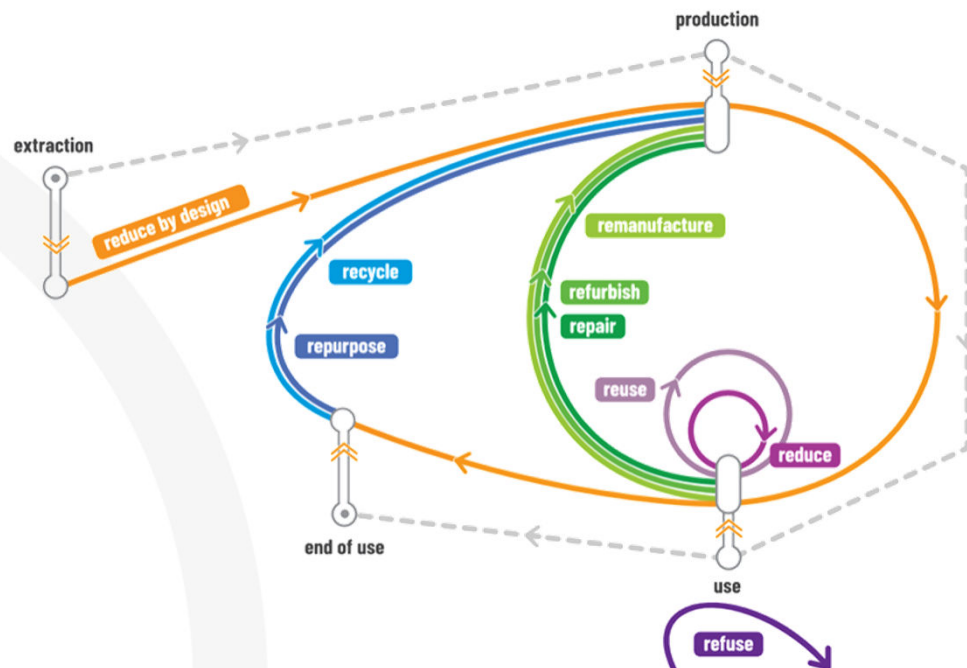 production
extraction
reduce by design
remanufacture
recycle
refurbish
repair
repurpose
reuse
reduce
end of use
use
refuse